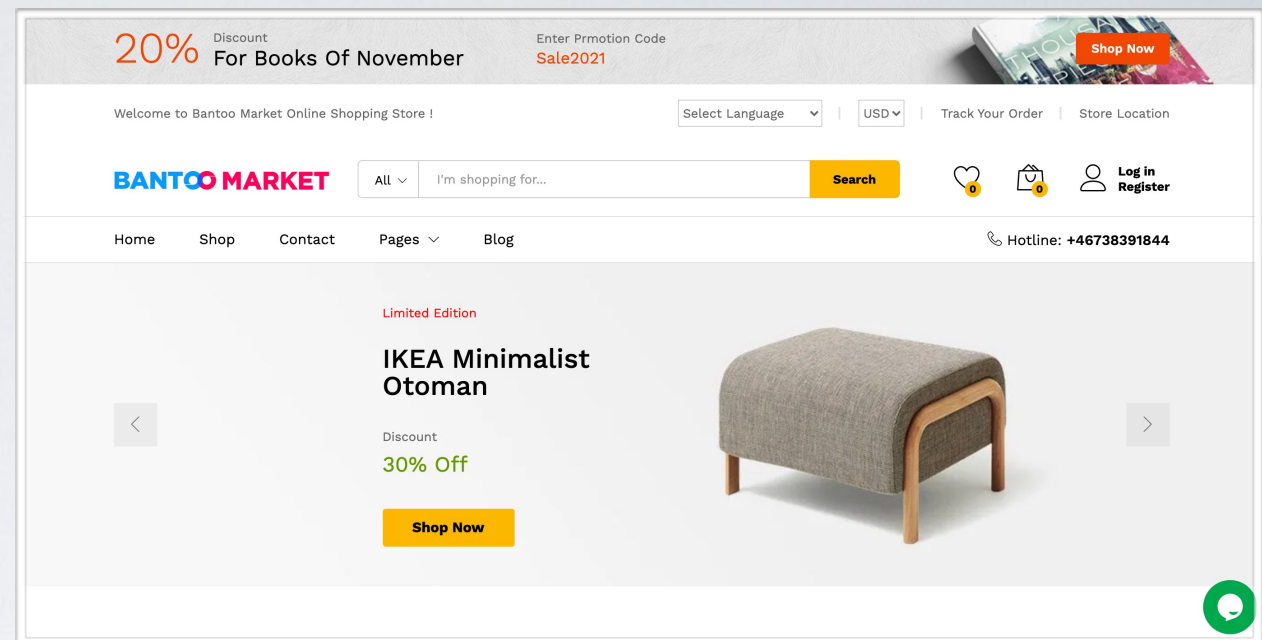 20%
Discount
For Books Of November
Enter Prmotion Code
Sale2021
THOUSA
PIECE
Shop Now
Welcome to Bantoo Market Online Shopping Store !
Select Language
USD
Track Your Order
Store Location
BANTOO MARKET
All
I'm shopping for...
Search
0
0
Log in
Register
Home
Shop
Contact
Pages
Blog
Hotline: +46738391844
Limited Edition
IKEA Minimalist
Otoman
Discount
30% Off
Shop Now